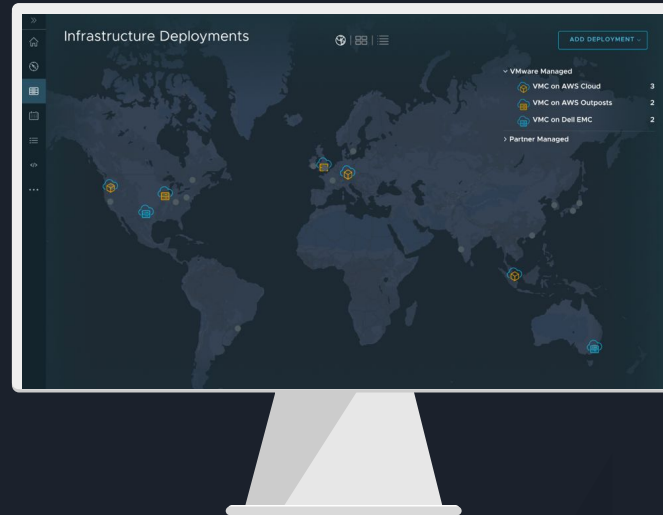 Infrastructure Deployments
ADD DEPLOYMENT
VMware Managed
VMC on AWS Cloud 3
VMC on AWS Outposts 2
VMC on Dell EMC 2
Partner Managed